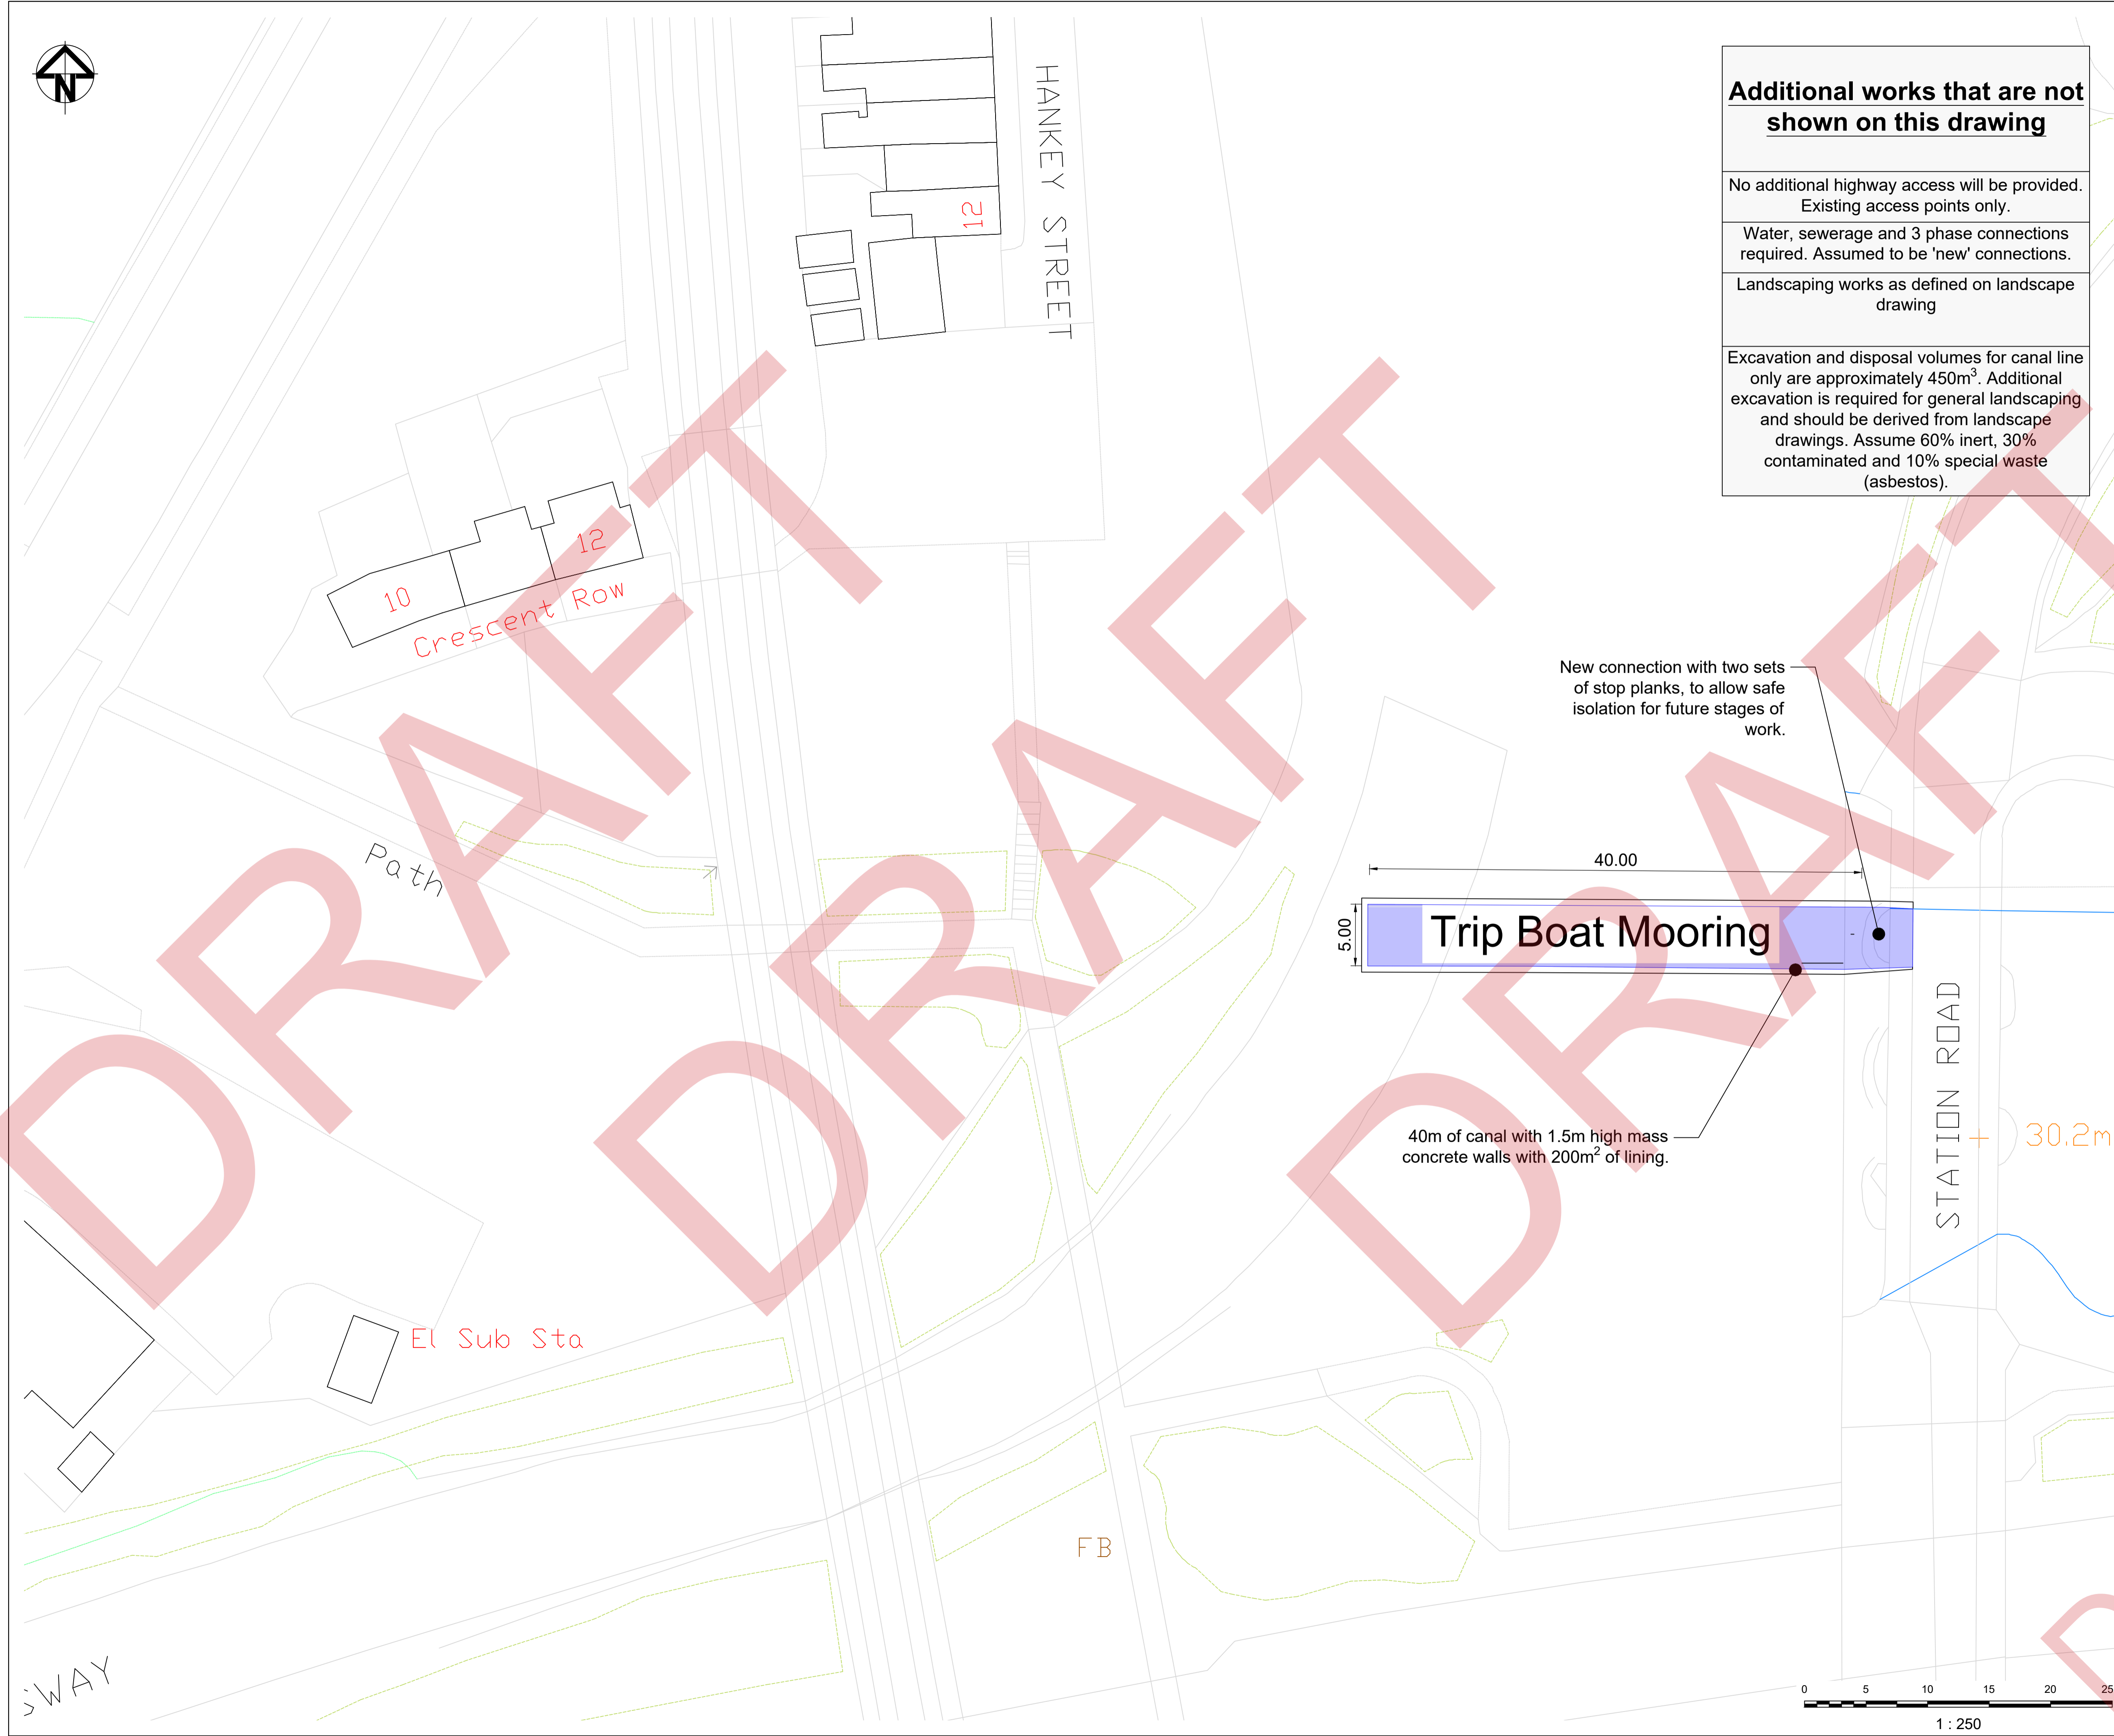 N
HANKEY STREET
12
Additional works that are not
shown on this drawing
No additional highway access will be provided.
Existing access points only.
Water, sewerage and 3 phase connections
required. Assumed to be 'new' connections.
Landscaping works as defined on landscape
drawing
Excavation and disposal volumes for canal line
only are approximately 450m³. Additional
excavation is required for general landscaping
and should be derived from landscape
drawings. Assume 60% inert, 30%
contaminated and 10% special waste
(asbestos).
10
12
Crescent Row
New connection with two sets
of stop planks, to allow safe
isolation for future stages of
work.
Path
40.00
5.00
Trip Boat Mooring
STATION ROAD
30.2m
40m of canal with 1.5m high mass
concrete walls with 200m² of lining.
El Sub Sta
FB
SWAY
0 5 10 15 20 25
1 : 250
DRAFT
DRAFT
DRAFT